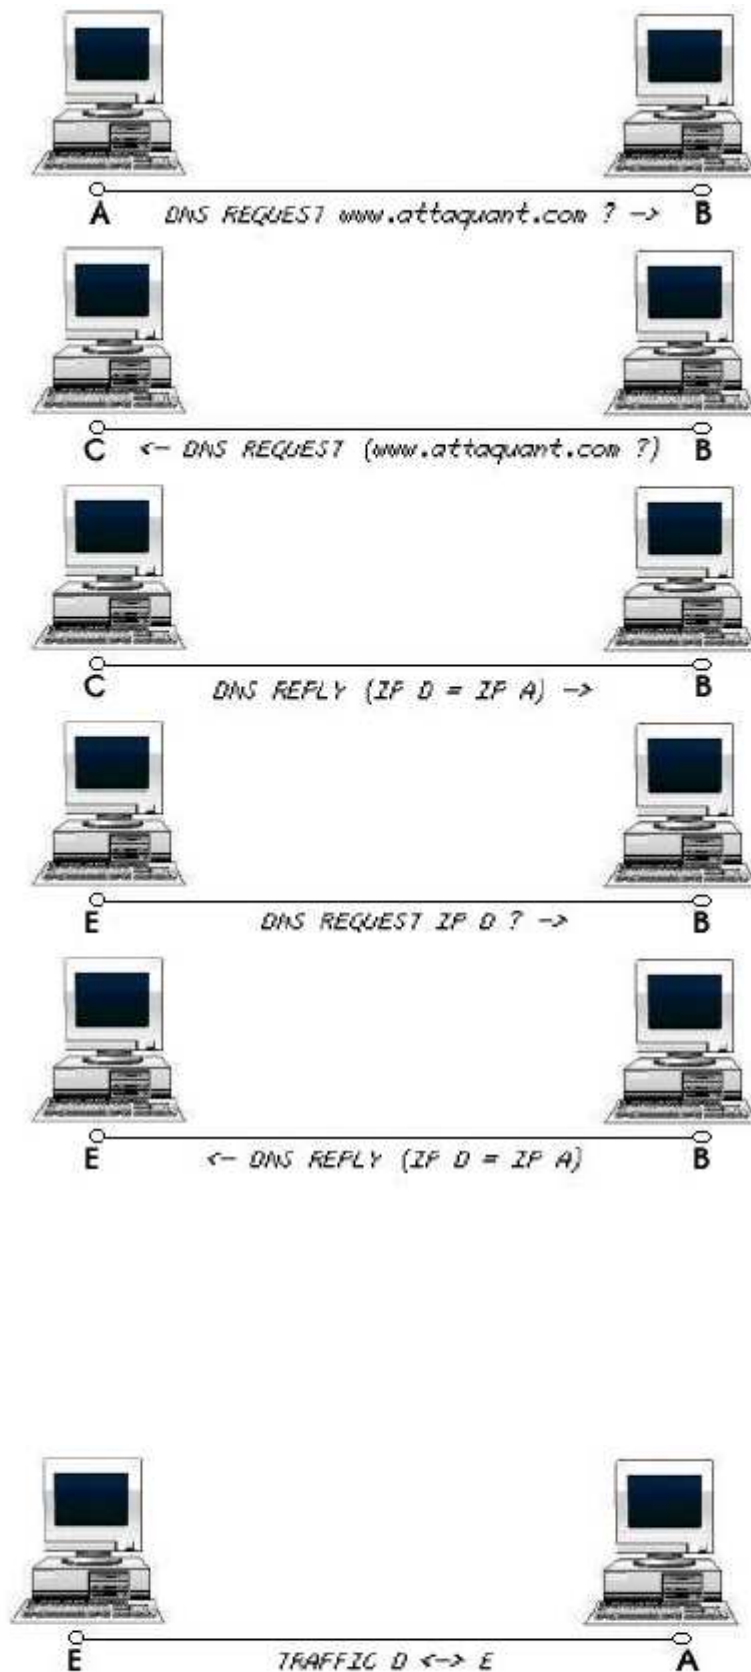 A DNS REQUEST www.attaquant.com ? -> B
C <- DNS REQUEST (www.attaquant.com ?) B
C DNS REPLY (IP D = IP A) -> B
E DNS REQUEST IP D ? -> B
E <- DNS REPLY (IP D = IP A) B
E TRAFFIC D <-> E A